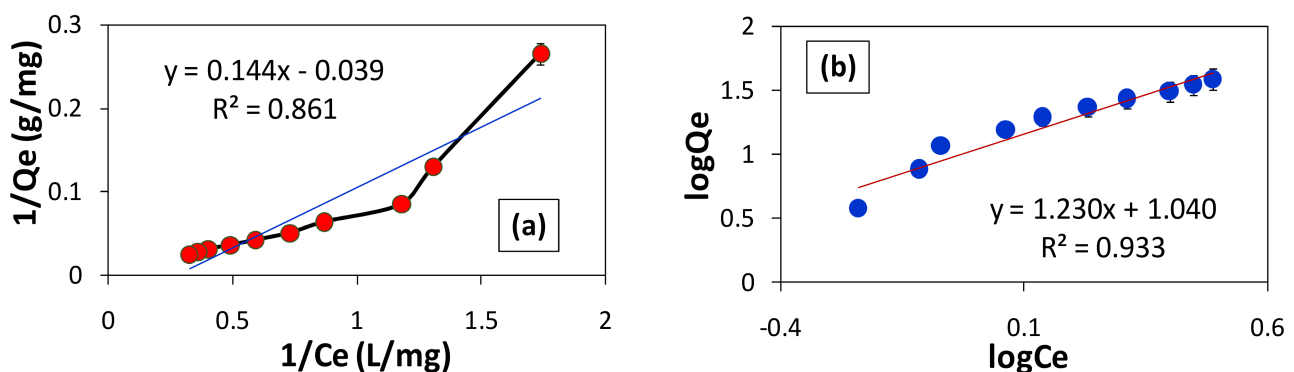 0.3
0.2
0.1
0
1/Qe (g/mg)
y = 0.144x - 0.039
R² = 0.861
(a)
0
0.5
1
1.5
2
1/Ce (L/mg)
2
1.5
1
0.5
0
logQe
(b)
y = 1.230x + 1.040
R² = 0.933
-0.4
0.1
0.6
logCe